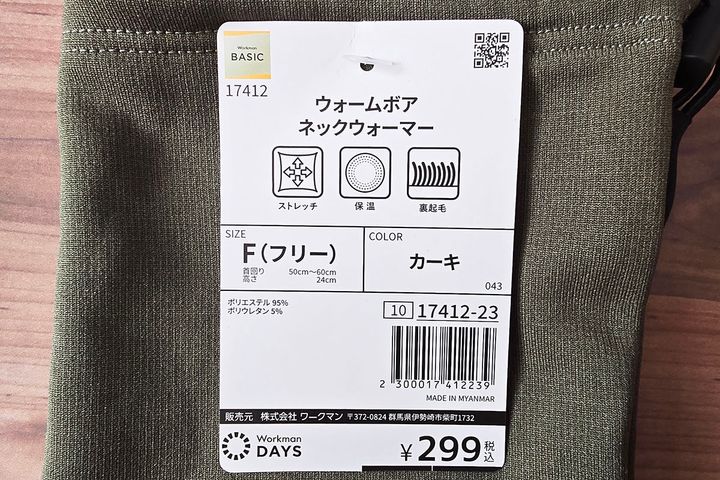 Workman
BASIC
17412
ウォームボア
ネックウォーマー
ストレッチ
保温
裏起毛
SIZE
F(フリー)
首回り 50cm～60cm
高さ 24cm
COLOR
カーキ
043
ポリエステル 95%
ポリウレタン 5%
10 17412-23
2 300017 412239
MADE IN MYANMAR
販売元 株式会社 ワークマン 〒372-0824 群馬県伊勢崎市柴町1732
Workman
DAYS
¥299税込